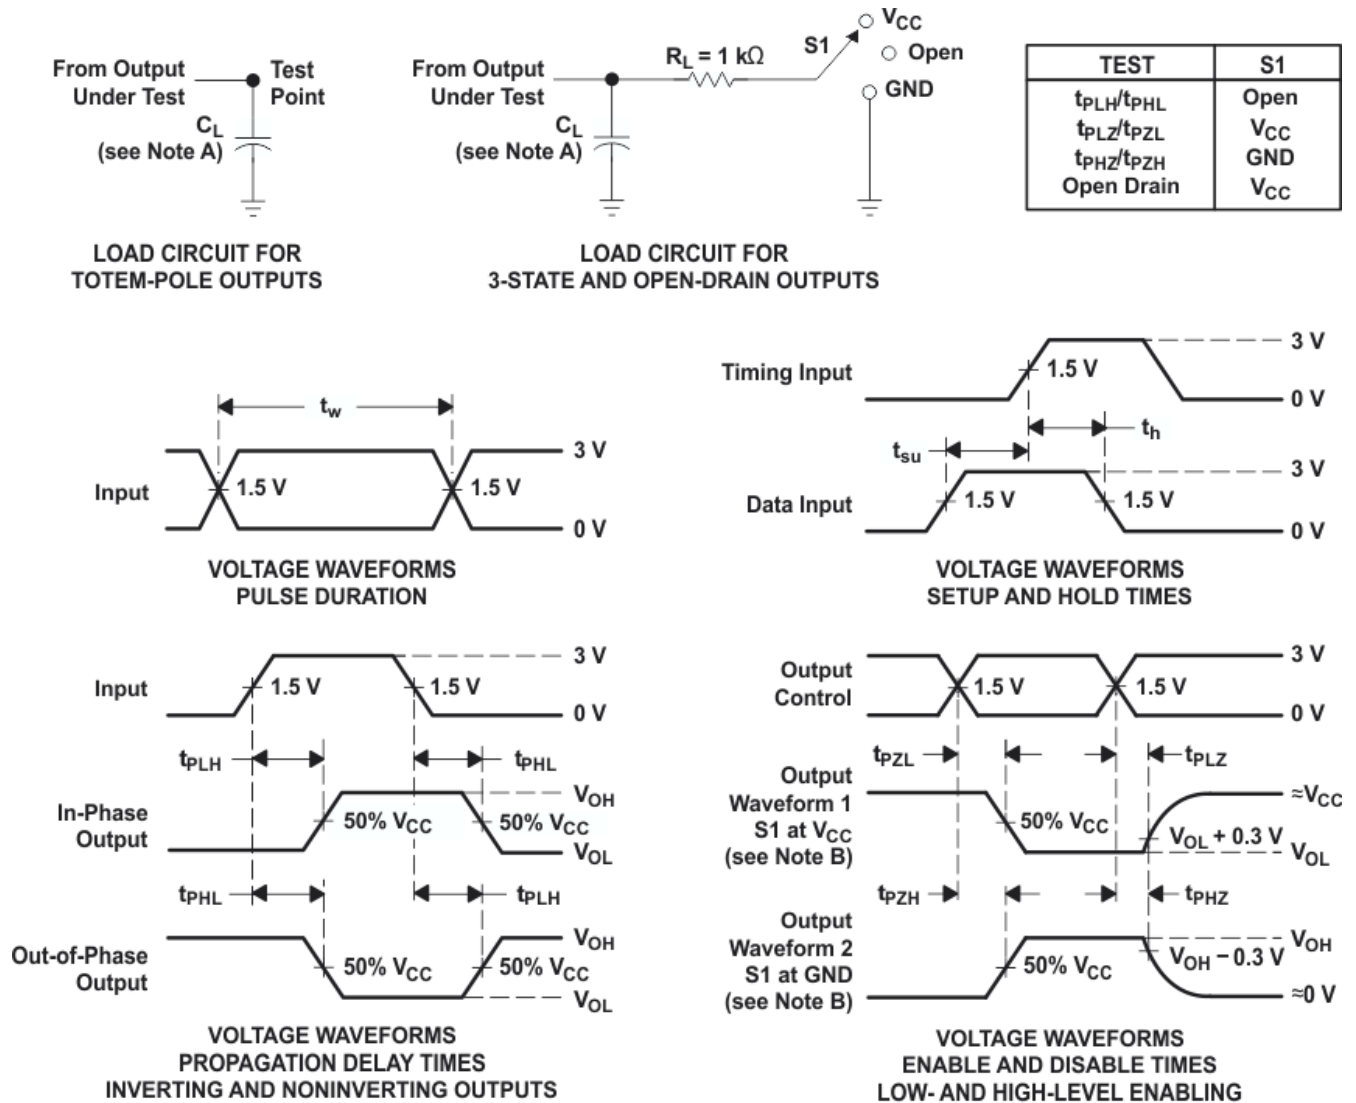 From Output
Under Test
Test
Point
CL
(see Note A)
LOAD CIRCUIT FOR
TOTEM-POLE OUTPUTS
From Output
Under Test
CL
(see Note A)
RL = 1 kΩ
S1
VCC
Open
GND
LOAD CIRCUIT FOR
3-STATE AND OPEN-DRAIN OUTPUTS
TEST S1
tPLH/tPHL Open
tPLZ/tPZL VCC
tPHZ/tPZH GND
Open Drain VCC
tw
3 V
Input
1.5 V
1.5 V
0 V
VOLTAGE WAVEFORMS
PULSE DURATION
Timing Input
1.5 V
3 V
0 V
th
tsu
3 V
Data Input
1.5 V
1.5 V
0 V
VOLTAGE WAVEFORMS
SETUP AND HOLD TIMES
3 V
Input
1.5 V
1.5 V
0 V
tPLH
tPHL
In-Phase
Output
VOH
50% VCC
50% VCC
VOL
tPHL
tPLH
Out-of-Phase
Output
VOH
50% VCC
50% VCC
VOL
VOLTAGE WAVEFORMS
PROPAGATION DELAY TIMES
INVERTING AND NONINVERTING OUTPUTS
Output
Control
3 V
1.5 V
1.5 V
0 V
tPZL
tPLZ
Output
Waveform 1
S1 at VCC
(see Note B)
≈VCC
50% VCC
VOL + 0.3 V
VOL
tPZH
tPHZ
Output
Waveform 2
S1 at GND
(see Note B)
VOH
50% VCC
VOH − 0.3 V
≈0 V
VOLTAGE WAVEFORMS
ENABLE AND DISABLE TIMES
LOW- AND HIGH-LEVEL ENABLING